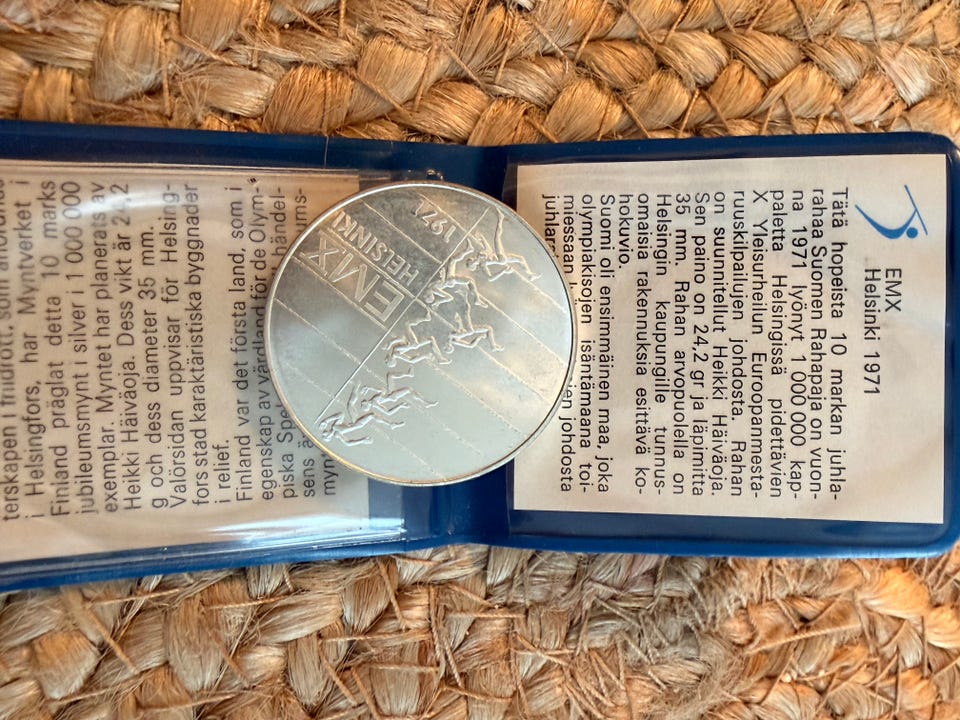 EMX
Helsinki 1971
Tätä hopeista 10 markan juhla-
rahaa Suomen Rahapaja on vuon-
na 1971 lyönyt 1 000 000 kap-
paletta Helsingissä pidettävien
X Yleisurheilun Euroopanmesta-
ruuskilpailujen johdosta. Rahan
on suunnitellut Heikki Häiväoja.
Sen paino on 24,2 gr ja läpimitta
35 mm. Rahan arvopuolella on
Helsingin kaupungille tunnus-
omaisia rakennuksia esittävä ko-
hokuvio.
Suomi oli ensimmäinen maa, joka
olympiakisojen isäntämaana toi-
miessaan johdosta
EMX
HELSINKI
1971
terskapen i friidrott, som
i Helsingfors, har Myntverket i
Finland präglat detta 10 marks
jubileumsmynt i silver i 1 000 000
exemplar. Myntet har planerats av
Heikki Häiväoja. Dess vikt är 24,2
g och dess diameter 35 mm.
Valörsidan uppvisar för Helsing-
fors stad karaktäristiska byggnader
i relief.
Finland var det första land, som i
egenskap av värdland för de Olym-
piska händel-